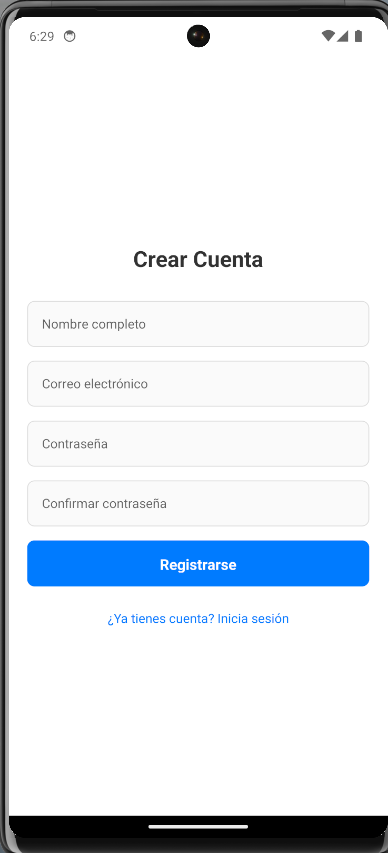 6:29
Crear Cuenta
Nombre completo
Correo electrónico
Contraseña
Confirmar contraseña
Registrarse
¿Ya tienes cuenta? Inicia sesión